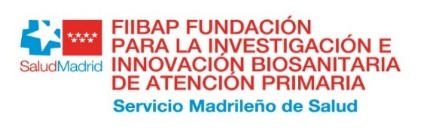 SaludMadrid
FIIBAP FUNDACIÓN
PARA LA INVESTIGACIÓN E
INNOVACIÓN BIOSANITARIA
DE ATENCIÓN PRIMARIA
Servicio Madrileño de Salud